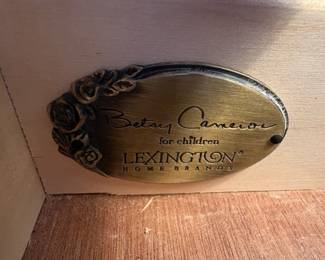 Betsy Cameron
for children
LEXINGTON®
HOME BRANDS